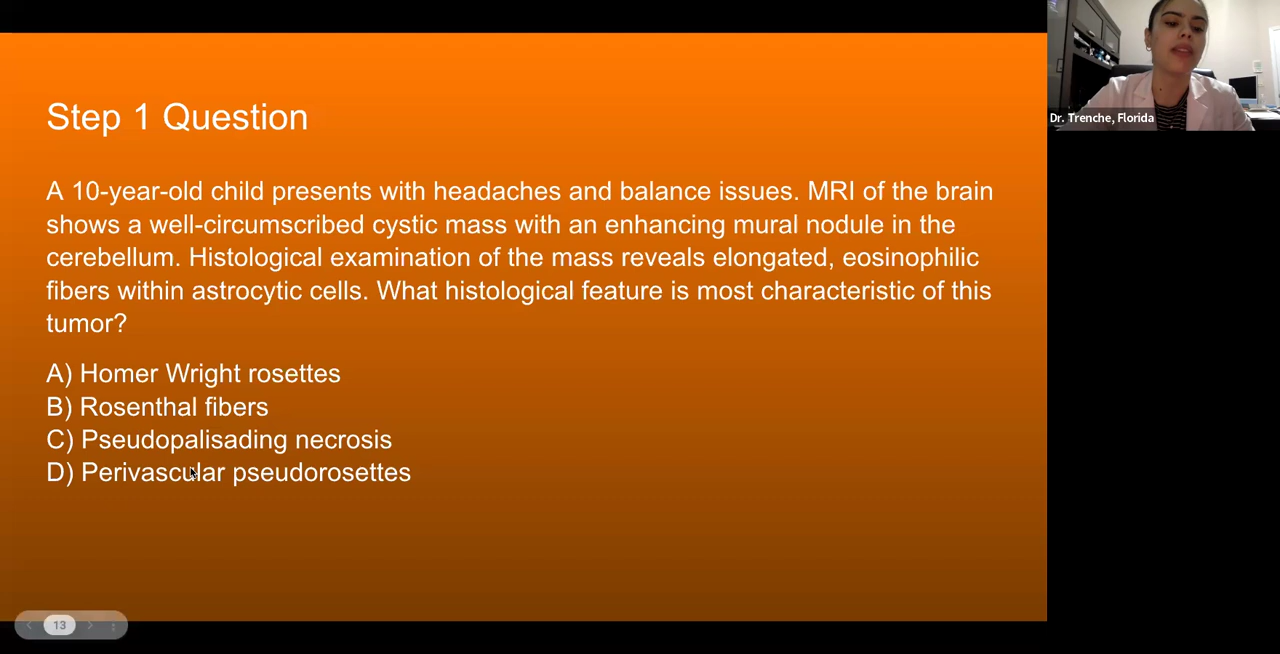 Step 1 Question
A 10-year-old child presents with headaches and balance issues. MRI of the brain
shows a well-circumscribed cystic mass with an enhancing mural nodule in the
cerebellum. Histological examination of the mass reveals elongated, eosinophilic
fibers within astrocytic cells. What histological feature is most characteristic of this
tumor?
A) Homer Wright rosettes
B) Rosenthal fibers
C) Pseudopalisading necrosis
D) Perivascular pseudorosettes
Dr. Trenche, Florida
13